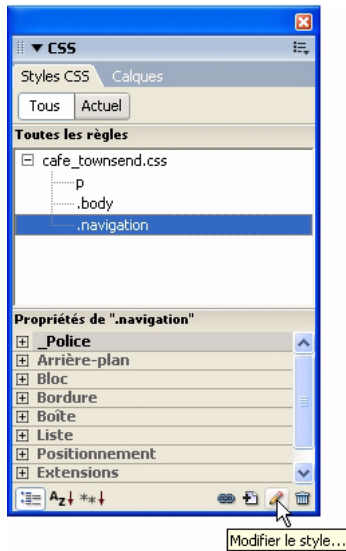 CSS
Styles CSS Calques
Tous Actuel
Toutes les règles
cafe_townsend.css
p
.body
.navigation
Propriétés de ".navigation"
_Police
Arrière-plan
Bloc
Bordure
Boîte
Liste
Positionnement
Extensions
AZ↓ **↓
Modifier le style...